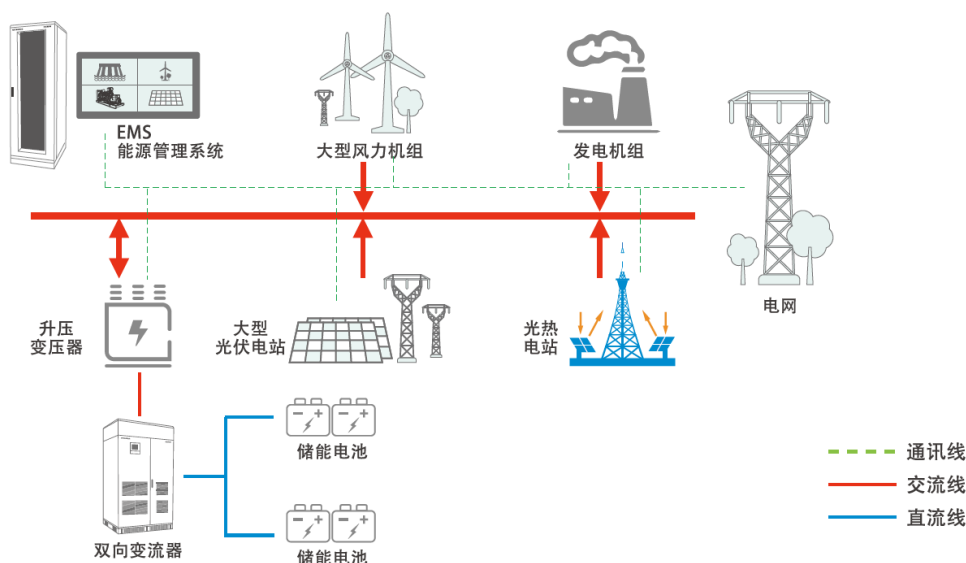 EMS
能源管理系统
大型风力机组
发电机组
电网
升压
变压器
大型
光伏电站
光热
电站
储能电池
双向变流器
储能电池
通讯线
交流线
直流线